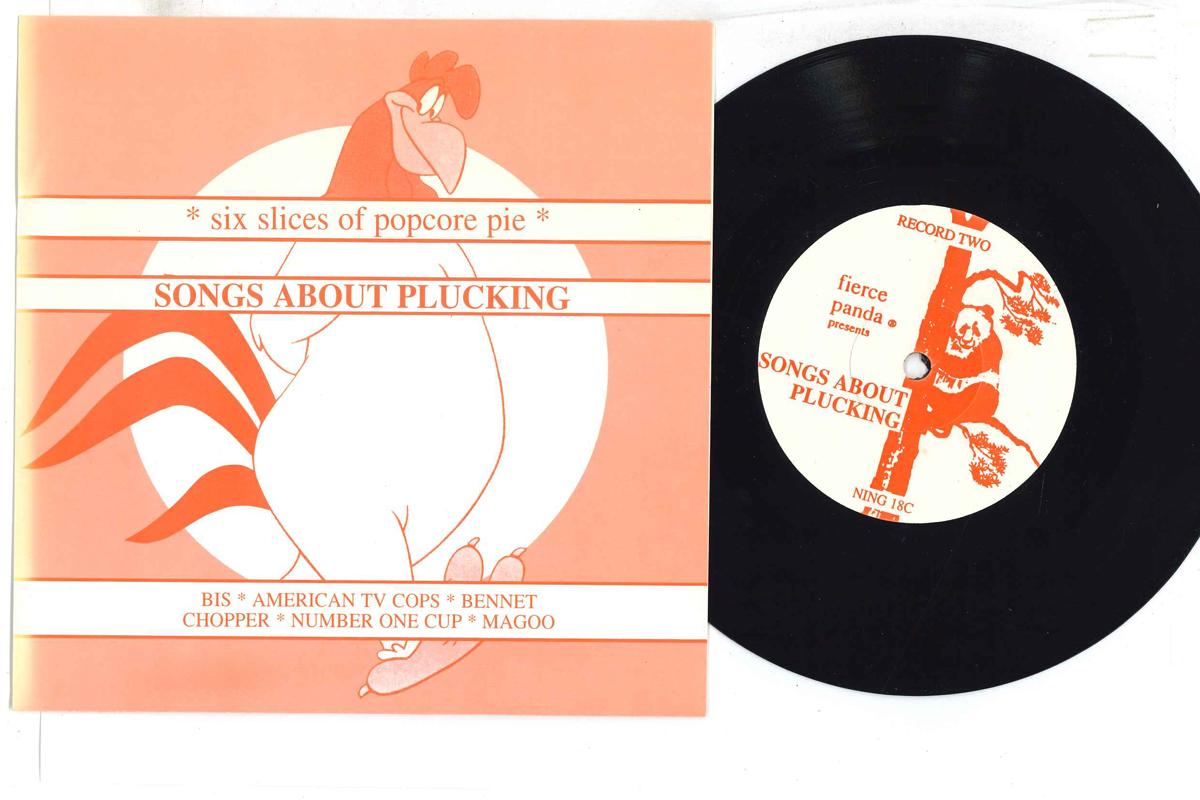 * six slices of popcore pie *
SONGS ABOUT PLUCKING
BIS * AMERICAN TV COPS * BENNET
CHOPPER * NUMBER ONE CUP * MAGOO
RECORD TWO
fierce
panda ®
presents
SONGS ABOUT
PLUCKING
NING 18C